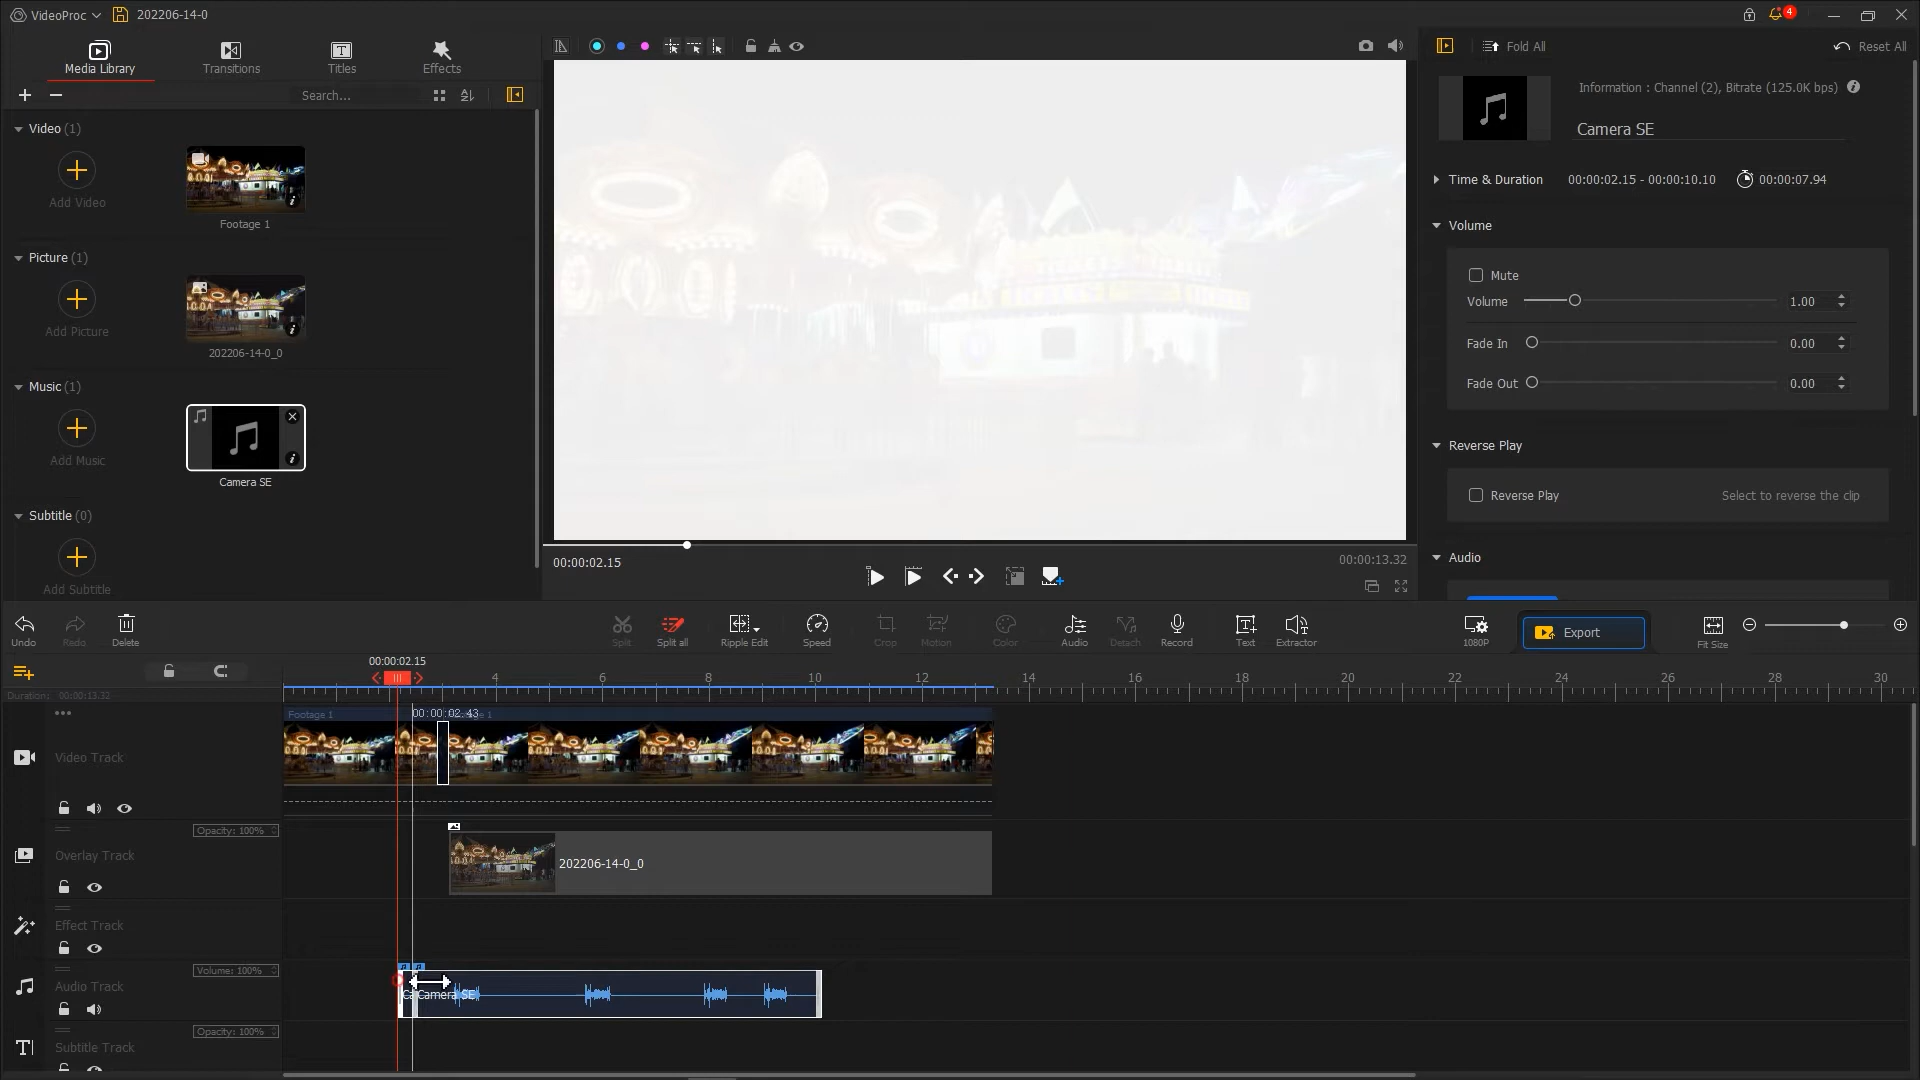 VideoProc
202206-14-0
4
Media Library
Transitions
Titles
Effects
Search...
Fold All
Reset All
Video (1)
Add Video
Footage 1
Picture (1)
Add Picture
202206-14-0_0
Music (1)
Add Music
Camera SE
Subtitle (0)
Add Subtitle
Information : Channel (2), Bitrate (125.0K bps)
Camera SE
Time & Duration
00:00:02.15 - 00:00:10.10
00:00:07.94
Volume
Mute
Volume
1.00
Fade In
0.00
Fade Out
0.00
Reverse Play
Reverse Play
Select to reverse the clip
Audio
00:00:02.15
00:00:13.32
Undo
Redo
Delete
Split
Split all
Ripple Edit
Speed
Crop
Motion
Color
Audio
Detach
Record
Text
Extractor
1080P
Export
Fit Size
00:00:02.15
4 6 8 10 12 14 16 18 20 22 24 26 28 30
Duration: 00:00:13.32
Footage 1
00:00:02.43
Video Track
Opacity: 100%
Overlay Track
202206-14-0_0
Effect Track
Volume: 100%
Audio Track
Camera SE
Opacity: 100%
Subtitle Track